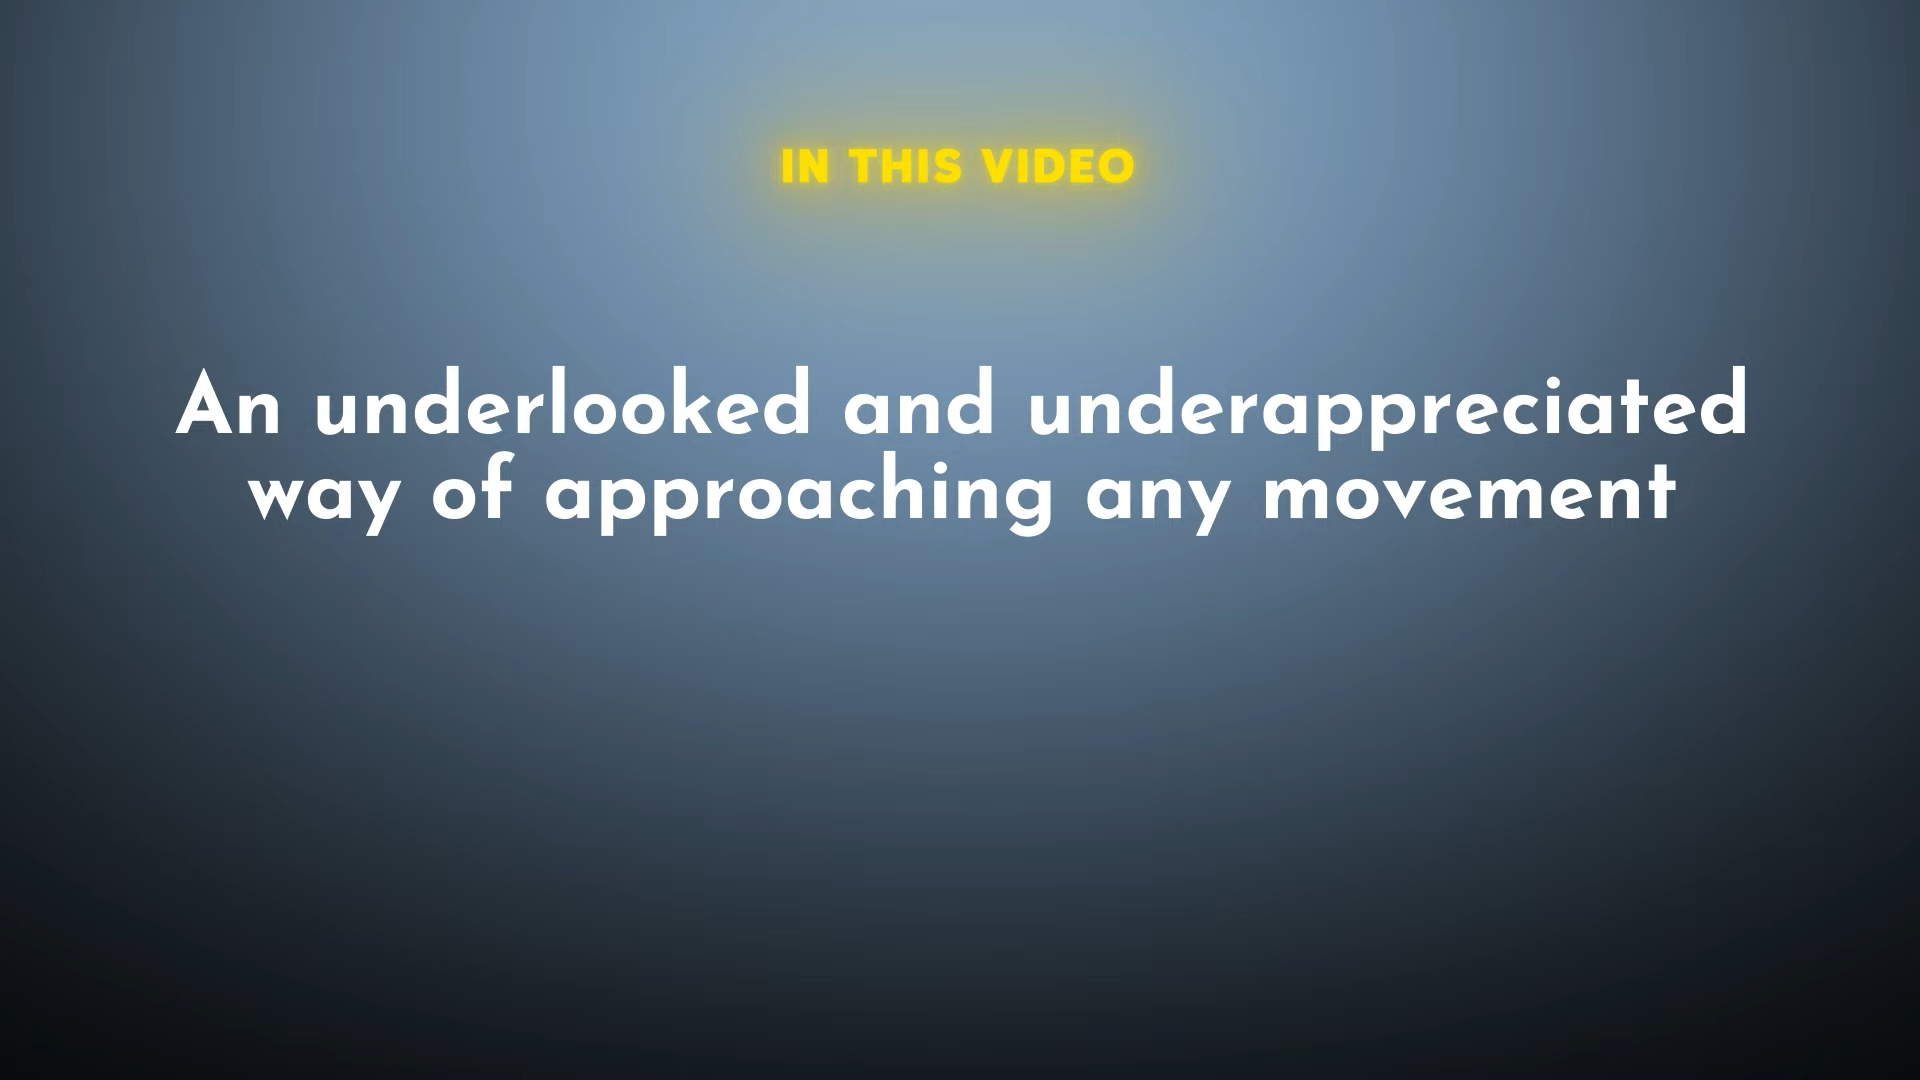 IN THIS VIDEO
An underlooked and underappreciated
way of approaching any movement